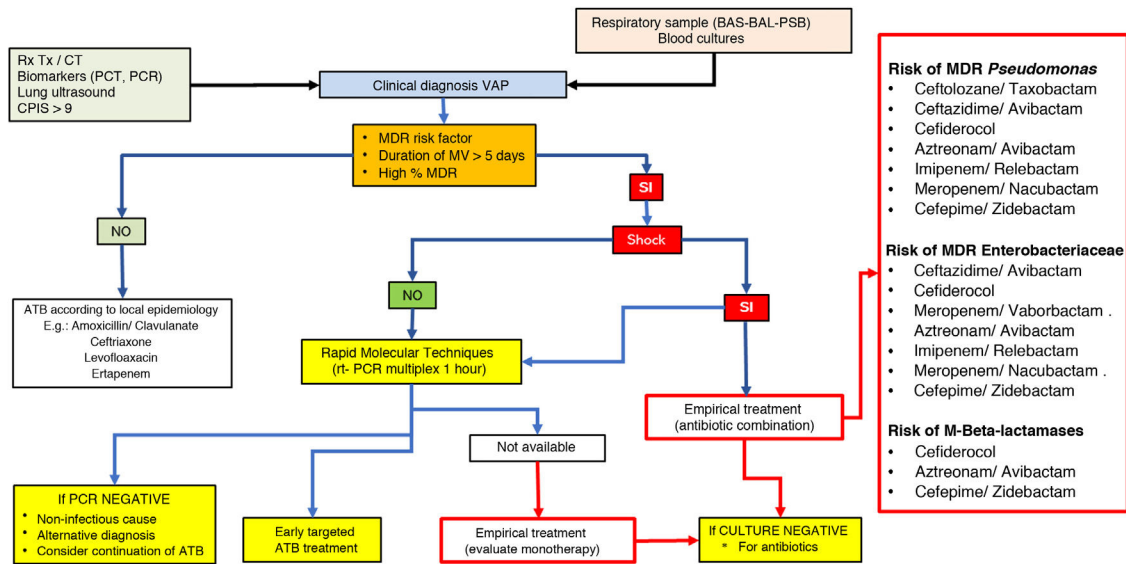 Respiratory sample (BAS-BAL-PSB)
Blood cultures
Rx Tx / CT
Biomarkers (PCT, PCR)
Lung ultrasound
CPIS > 9
Clinical diagnosis VAP
• MDR risk factor
• Duration of MV > 5 days
• High % MDR
SI
NO
Shock
ATB according to local epidemiology
E.g.: Amoxicillin/ Clavulanate
Ceftriaxone
Levofloaxacin
Ertapenem
NO
SI
Rapid Molecular Techniques
(rt- PCR multiplex 1 hour)
Empirical treatment
(antibiotic combination)
Not available
If PCR NEGATIVE
• Non-infectious cause
• Alternative diagnosis
• Consider continuation of ATB
Early targeted
ATB treatment
Empirical treatment
(evaluate monotherapy)
If CULTURE NEGATIVE
* For antibiotics
Risk of MDR Pseudomonas
• Ceftolozane/ Taxobactam
• Ceftazidime/ Avibactam
• Cefiderocol
• Aztreonam/ Avibactam
• Imipenem/ Relebactam
• Meropenem/ Nacubactam
• Cefepime/ Zidebactam
Risk of MDR Enterobacteriaceae
• Ceftazidime/ Avibactam
• Cefiderocol
• Meropenem/ Vaborbactam .
• Aztreonam/ Avibactam
• Imipenem/ Relebactam
• Meropenem/ Nacubactam .
• Cefepime/ Zidebactam
Risk of M-Beta-lactamases
• Cefiderocol
• Aztreonam/ Avibactam
• Cefepime/ Zidebactam